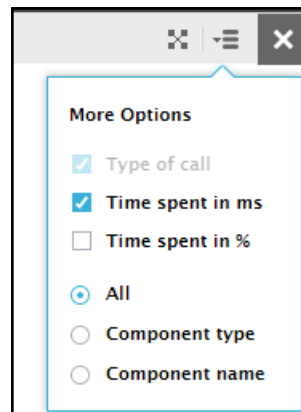 More Options
Type of call
Time spent in ms
Time spent in %
All
Component type
Component name